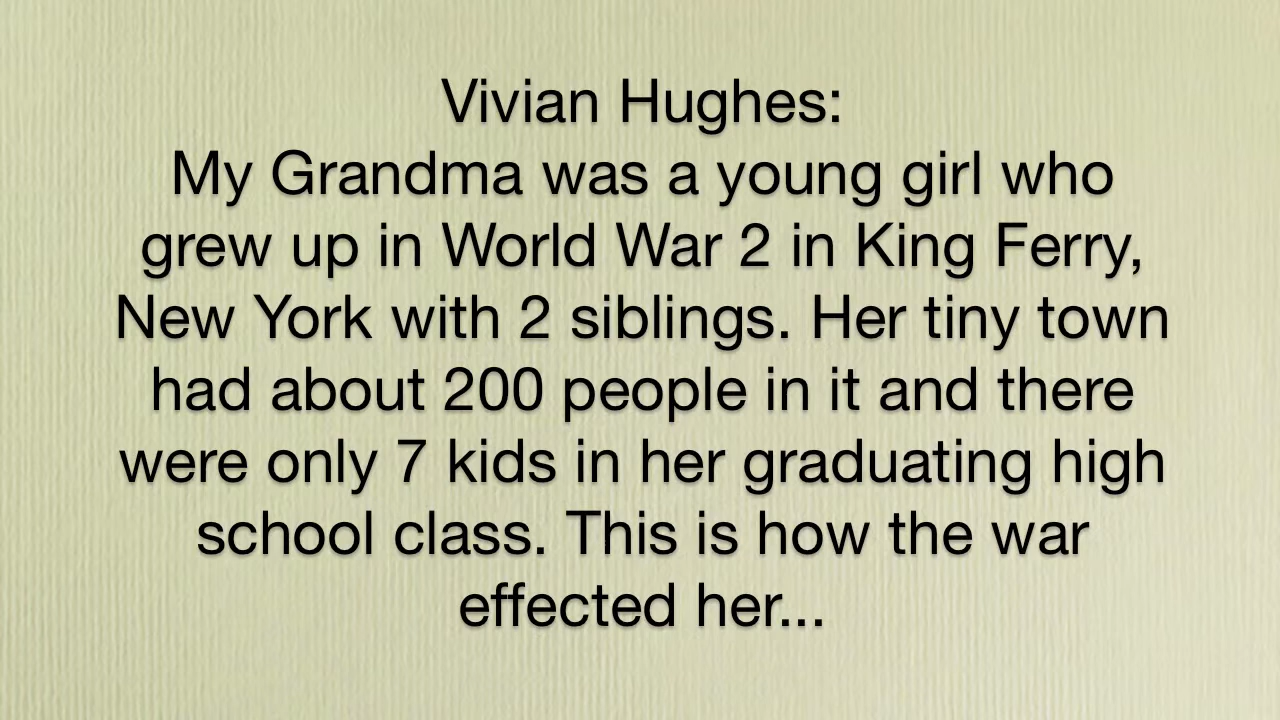 Vivian Hughes:
My Grandma was a young girl who
grew up in World War 2 in King Ferry,
New York with 2 siblings. Her tiny town
had about 200 people in it and there
were only 7 kids in her graduating high
school class. This is how the war
effected her...